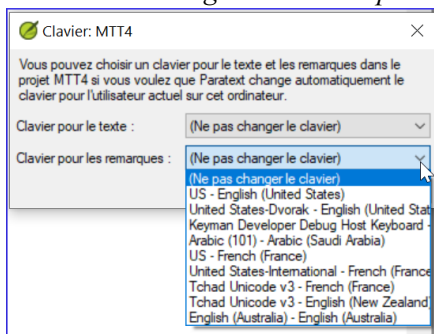 Clavier: MTT4
Vous pouvez choisir un clavier pour le texte et les remarques dans le
projet MTT4 si vous voulez que Paratext change automatiquement le
clavier pour l'utilisateur actuel sur cet ordinateur.
Clavier pour le texte : (Ne pas changer le clavier)
Clavier pour les remarques : (Ne pas changer le clavier)
(Ne pas changer le clavier)
US - English (United States)
United States-Dvorak - English (United Stat
Keyman Developer Debug Host Keyboard -
Arabic (101) - Arabic (Saudi Arabia)
US - French (France)
United States-International - French (France
Tchad Unicode v3 - French (France)
Tchad Unicode v3 - English (New Zealand)
English (Australia) - English (Australia)